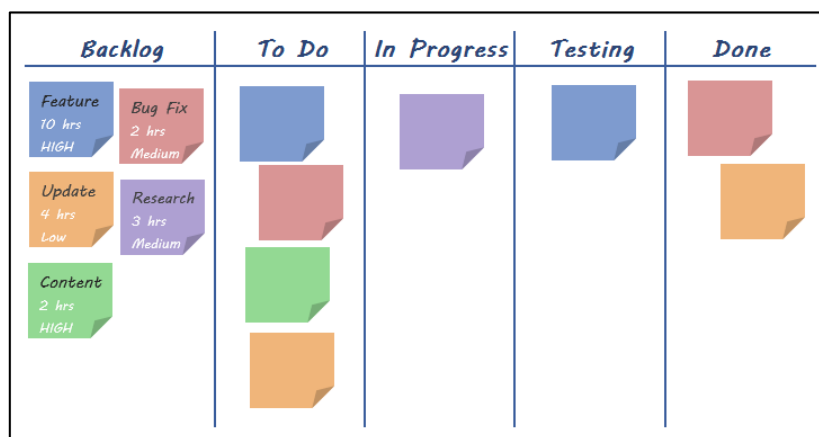 Backlog
To Do
In Progress
Testing
Done
Feature
10 hrs
HIGH
Bug Fix
2 hrs
Medium
Update
4 hrs
Low
Research
3 hrs
Medium
Content
2 hrs
HIGH